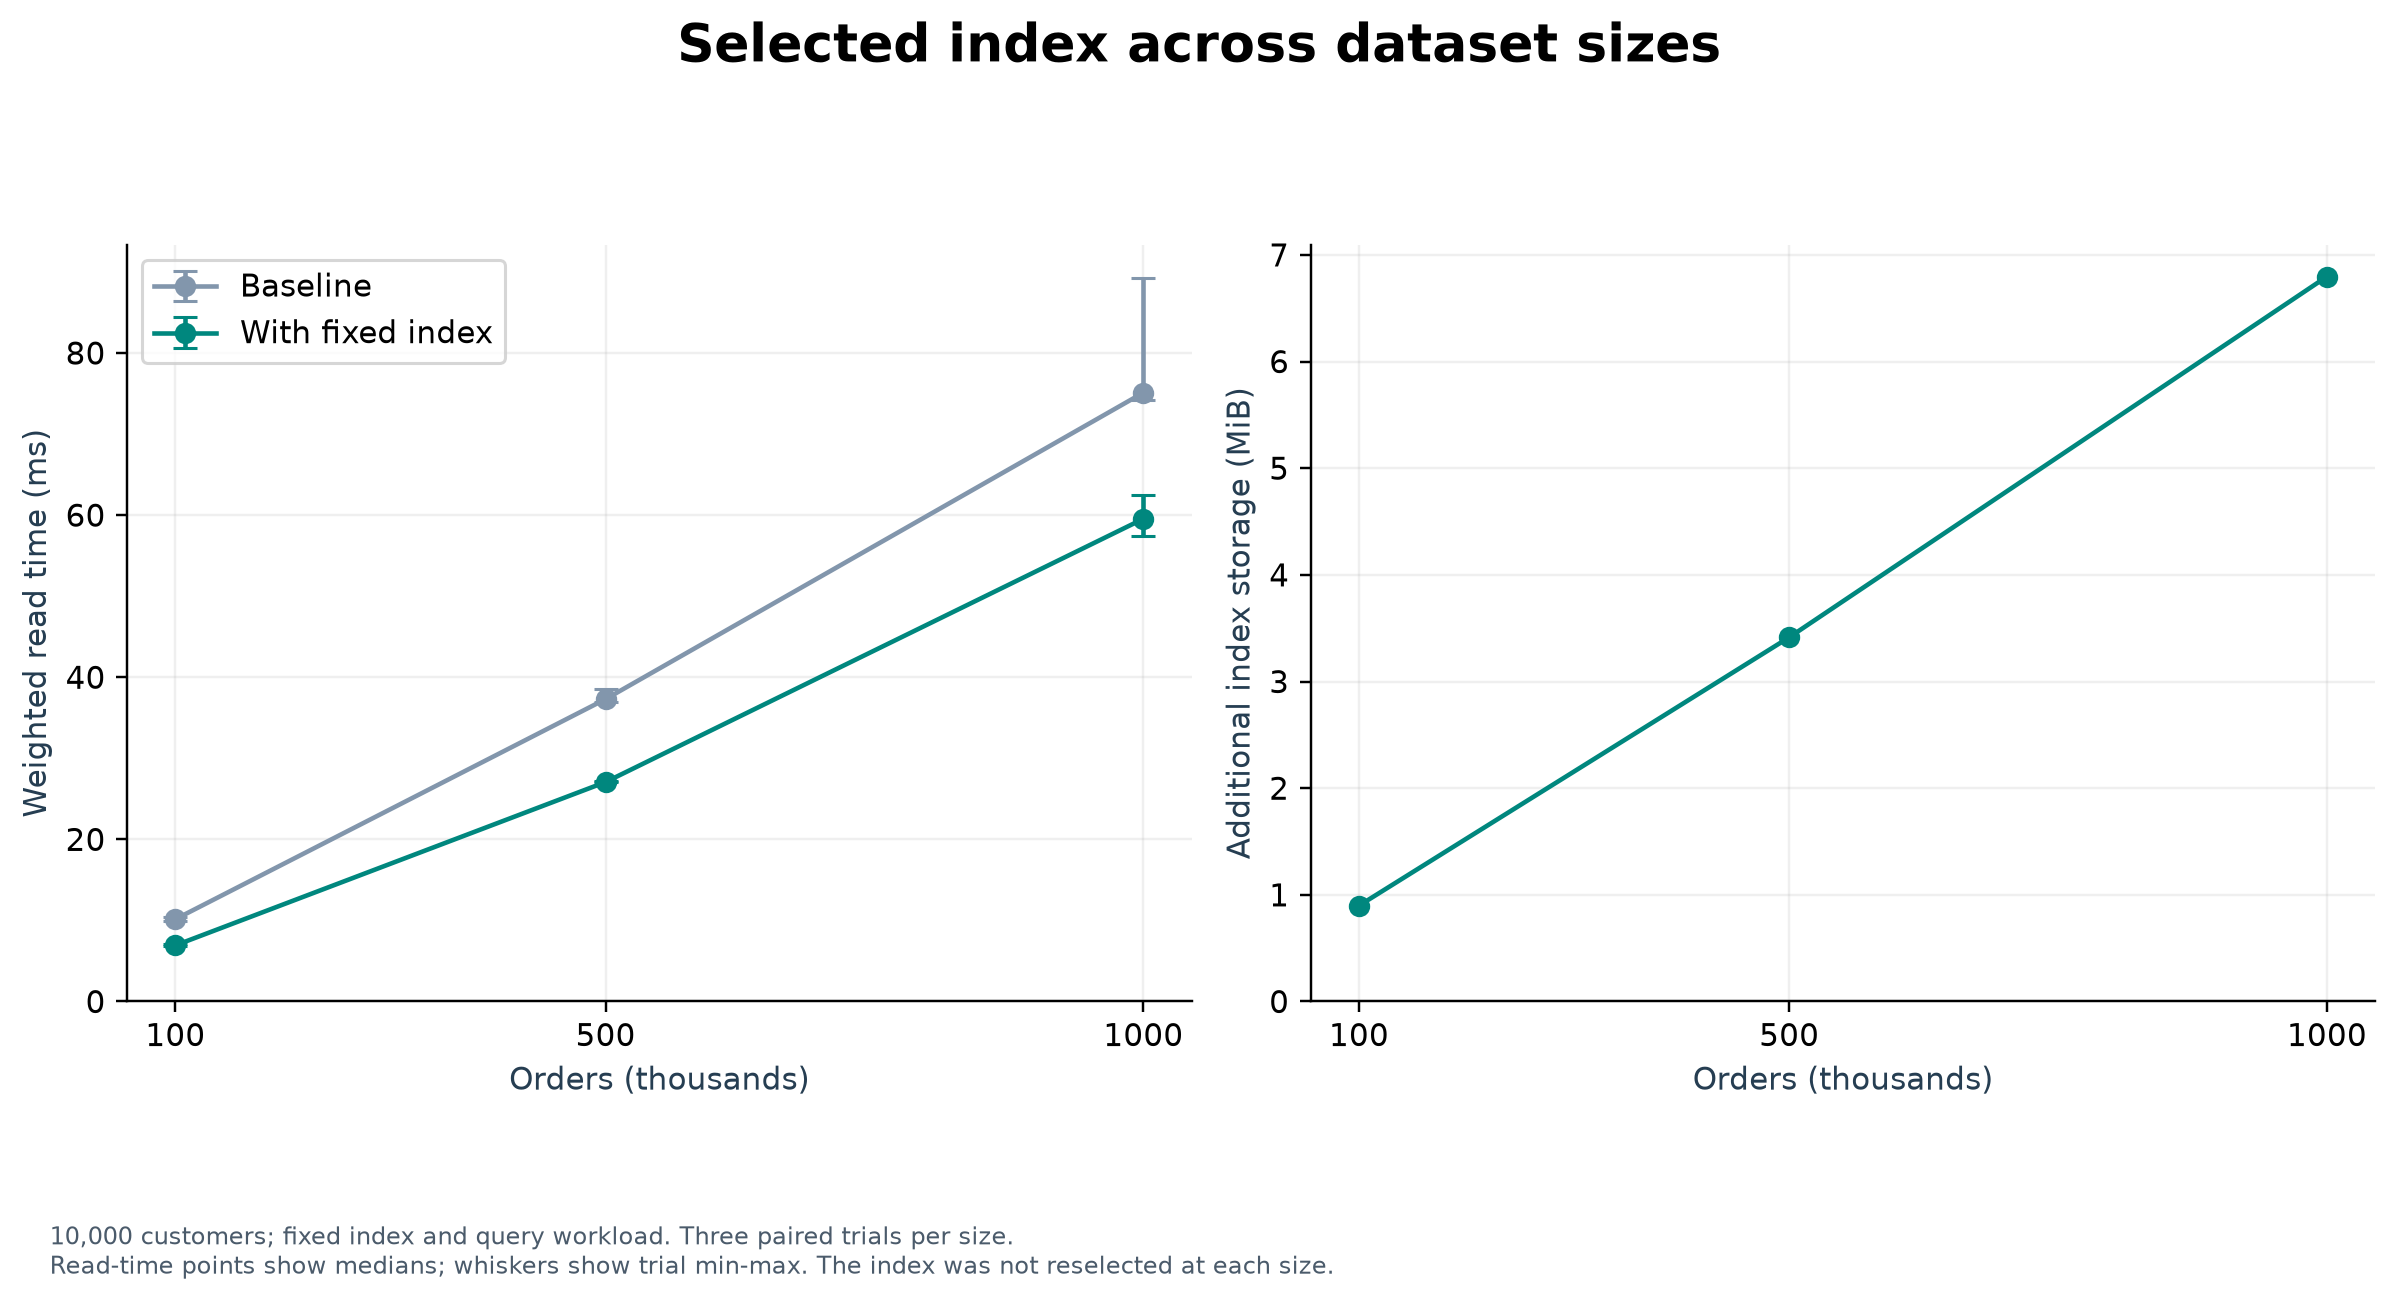 Selected index across dataset sizes
Baseline
With fixed index
Weighted read time (ms)
80
60
40
20
0
100
500
1000
Orders (thousands)
Additional index storage (MiB)
7
6
5
4
3
2
1
0
100
500
1000
Orders (thousands)
10,000 customers; fixed index and query workload. Three paired trials per size.
Read-time points show medians; whiskers show trial min-max. The index was not reselected at each size.